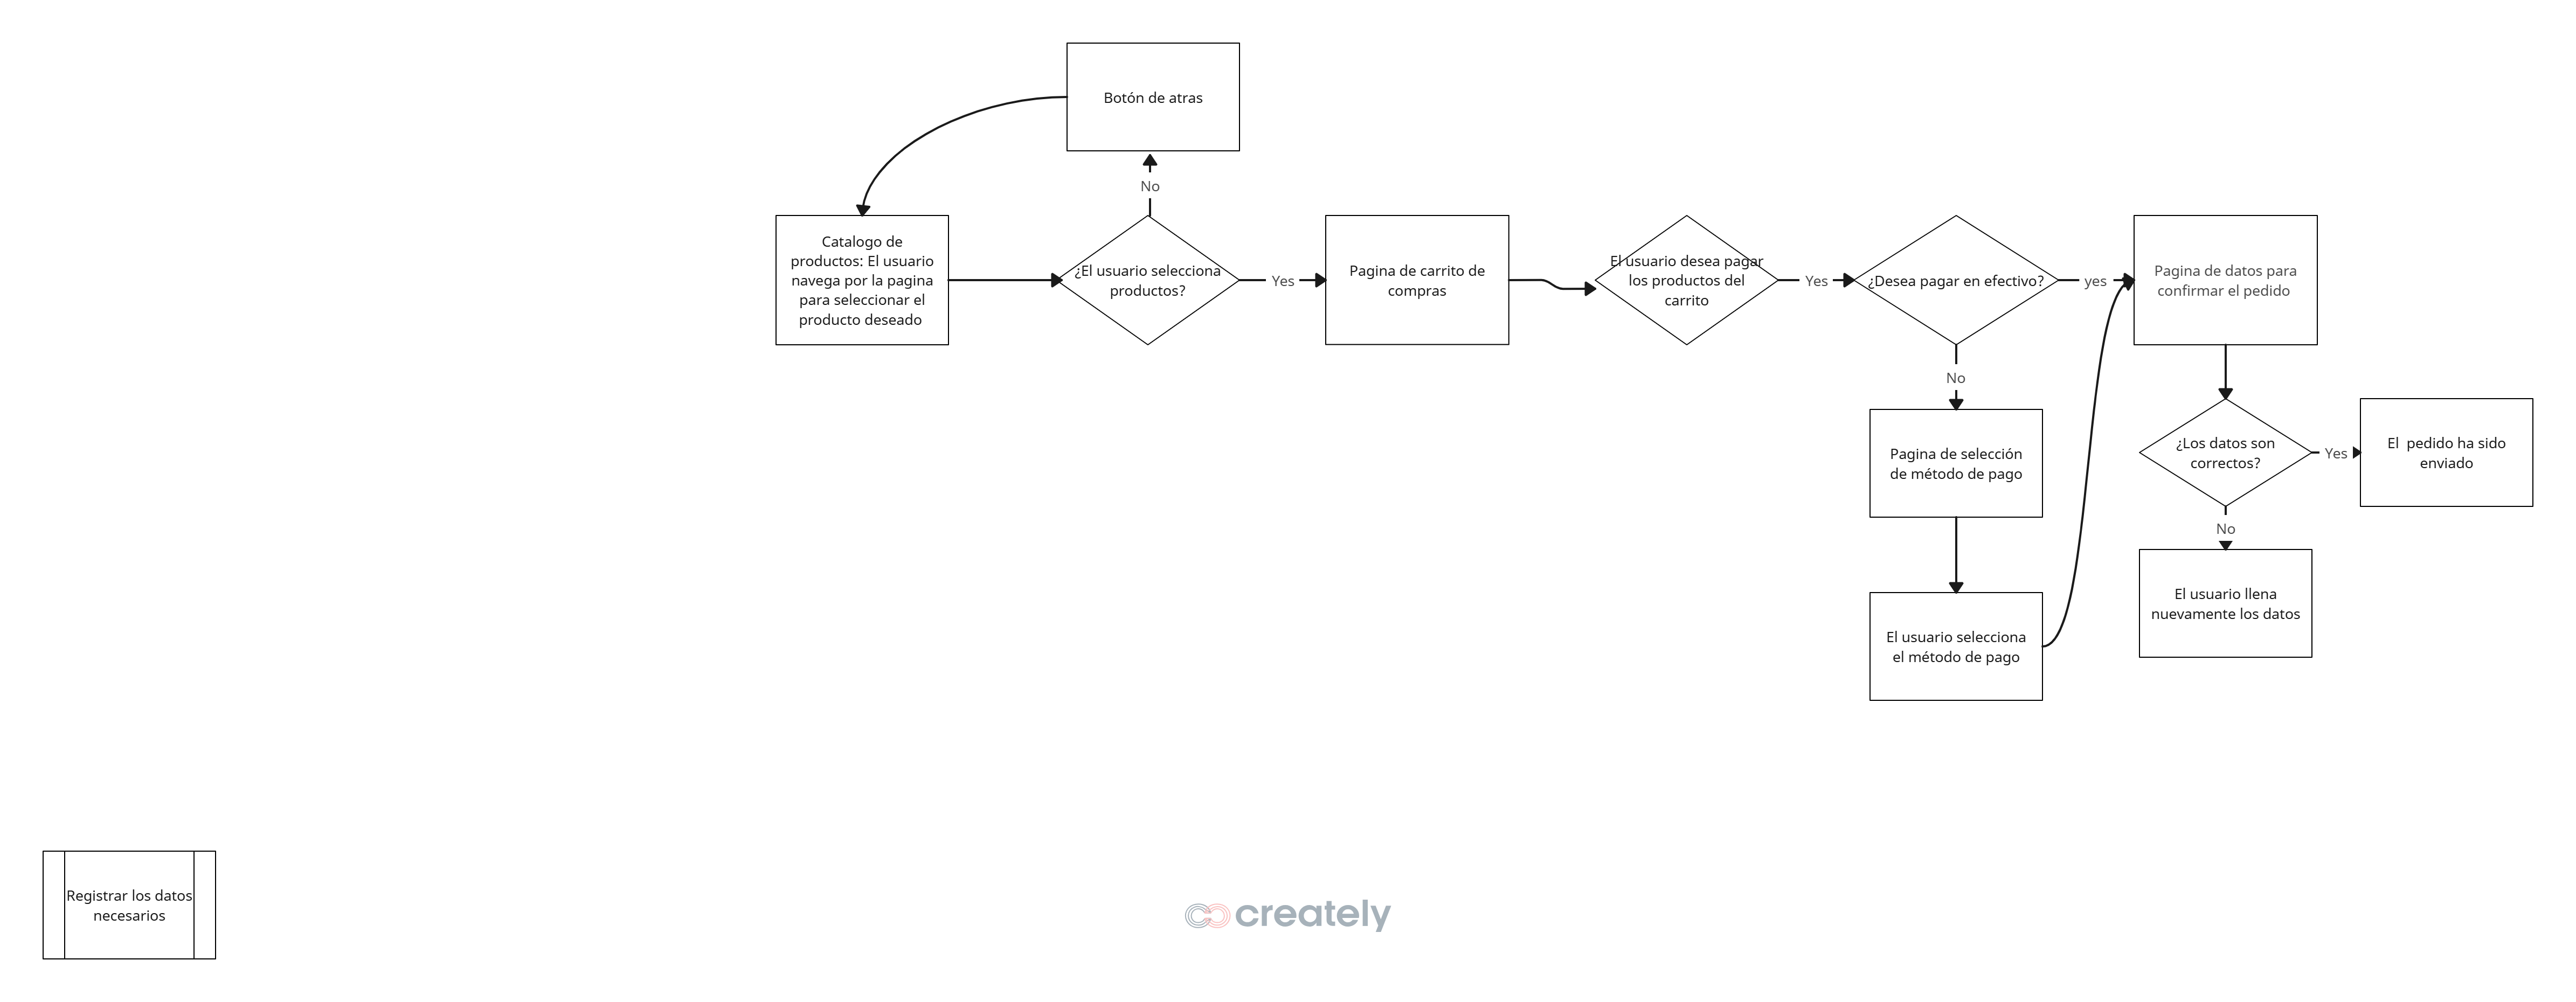 Botón de atras
No
Catalogo de
productos: El usuario
navega por la pagina
para seleccionar el
producto deseado
¿El usuario selecciona
productos?
Yes
Pagina de carrito de
compras
El usuario desea pagar
los productos del
carrito
Yes
¿Desea pagar en efectivo?
yes
Pagina de datos para
confirmar el pedido
No
Pagina de selección
de método de pago
¿Los datos son
correctos?
Yes
El  pedido ha sido
enviado
No
El usuario llena
nuevamente los datos
El usuario selecciona
el método de pago
Registrar los datos
necesarios
creately